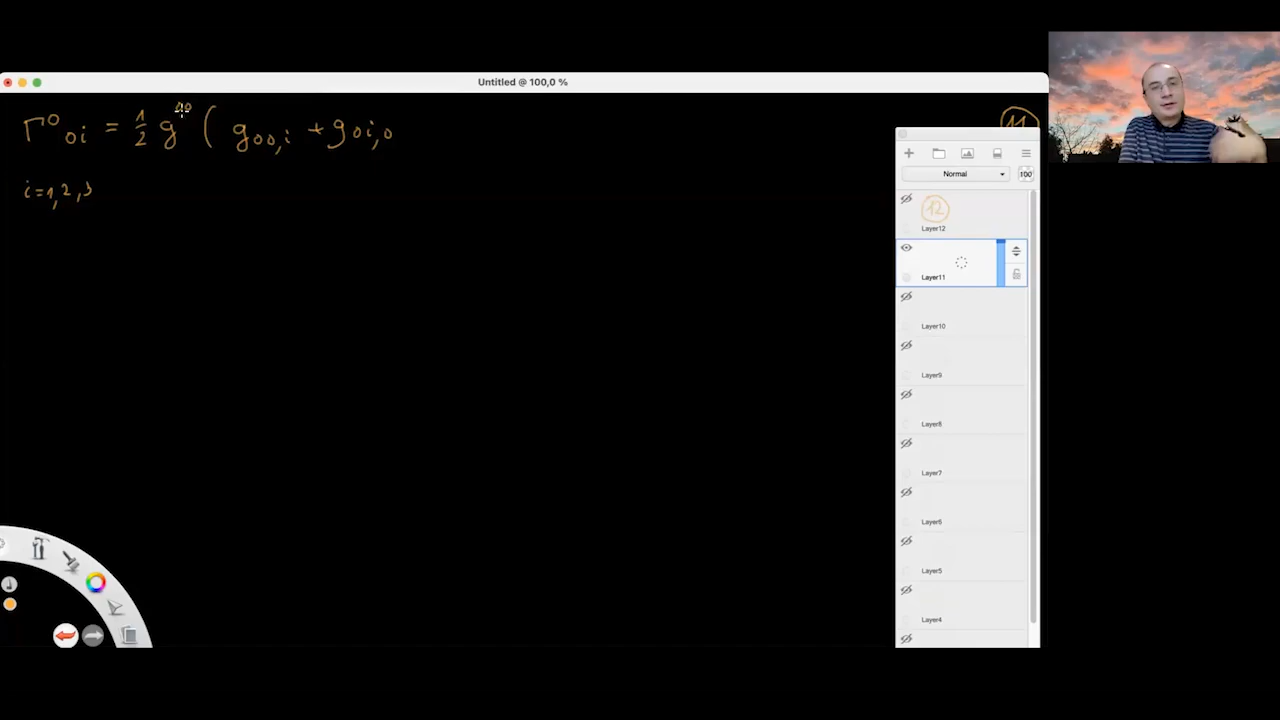 Untitled @ 100,0 %
Γ⁰₀ᵢ = 1/2 g⁰⁰ ( g₀₀,ᵢ + g₀ᵢ,₀
i = 1, 2, 3
Normal
100
12
Layer12
Layer11
Layer10
Layer9
Layer8
Layer7
Layer6
Layer5
Layer4